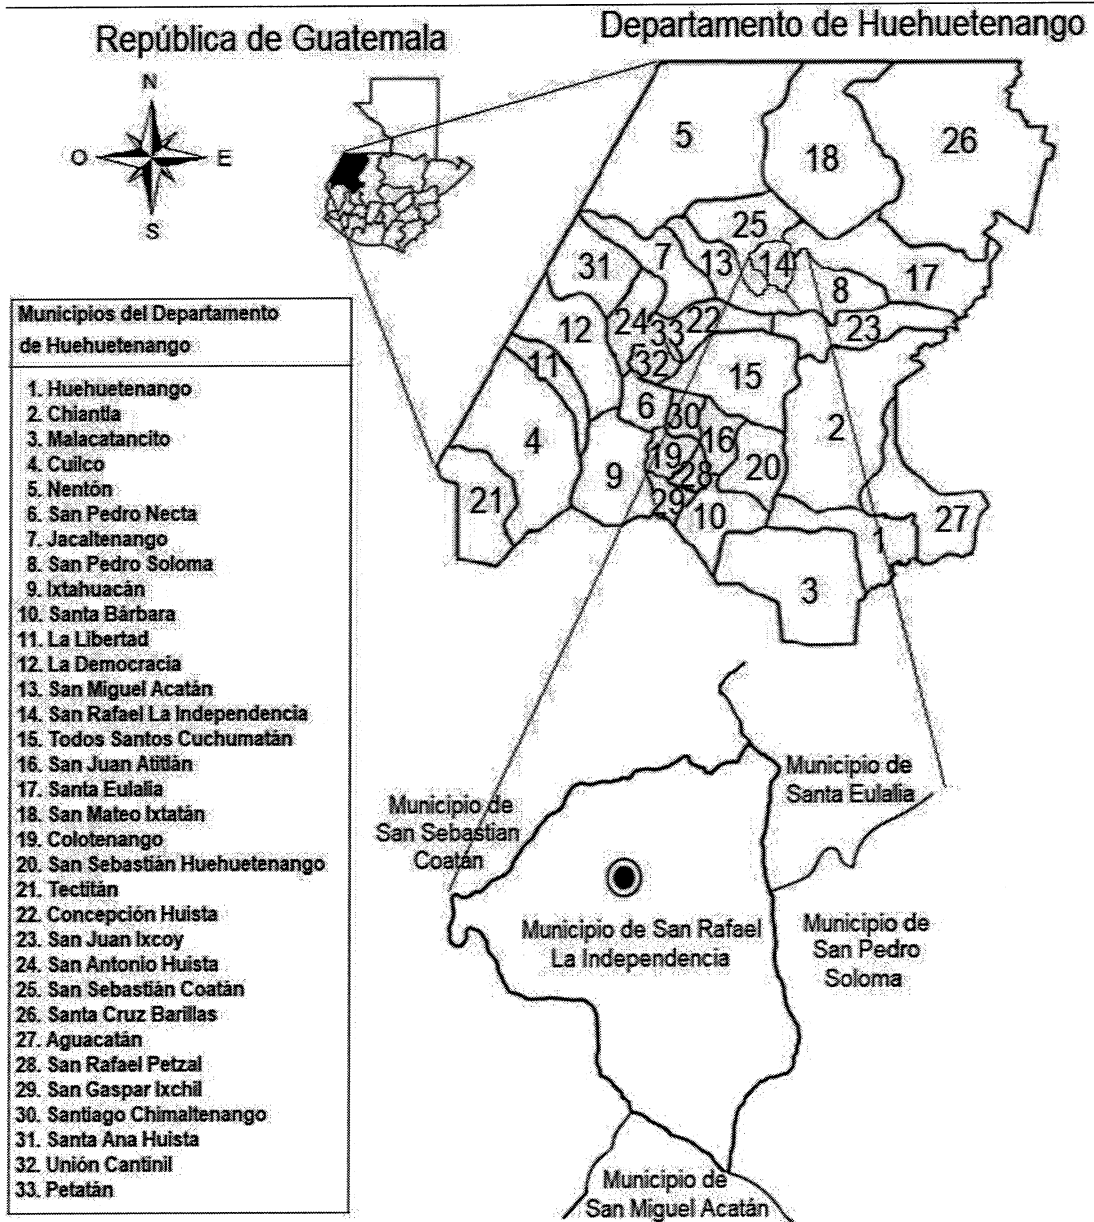 República de Guatemala
Departamento de Huehuetenango
N
O
E
S
5
18
26
25
7
13
14
31
17
8
24
33
22
23
12
32
11
15
6
30
2
4
16
19
9
28
20
21
29
10
27
1
3
Municipios del Departamento
de Huehuetenango
1. Huehuetenango
2. Chiantla
3. Malacatancito
4. Cuilco
5. Nentón
6. San Pedro Necta
7. Jacaltenango
8. San Pedro Soloma
9. Ixtahuacán
10. Santa Bárbara
11. La Libertad
12. La Democracia
13. San Miguel Acatán
14. San Rafael La Independencia
15. Todos Santos Cuchumatán
16. San Juan Atitlán
17. Santa Eulalia
18. San Mateo Ixtatán
19. Colotenango
20. San Sebastián Huehuetenango
21. Tectitán
22. Concepción Huista
23. San Juan Ixcoy
24. San Antonio Huista
25. San Sebastián Coatán
26. Santa Cruz Barillas
27. Aguacatán
28. San Rafael Petzal
29. San Gaspar Ixchil
30. Santiago Chimaltenango
31. Santa Ana Huista
32. Unión Cantinil
33. Petatán
Municipio de
Santa Eulalia
Municipio de
San Sebastian
Coatán
Municipio de San Rafael
La Independencia
Municipio de
San Pedro
Soloma
Municipio de
San Miguel Acatán